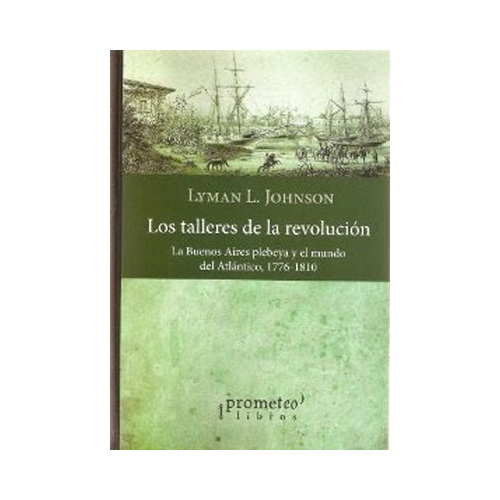 LYMAN L. JOHNSON
Los talleres de la revolución
La Buenos Aires plebeya y el mundo
del Atlántico, 1776-1810
prometeo
libros